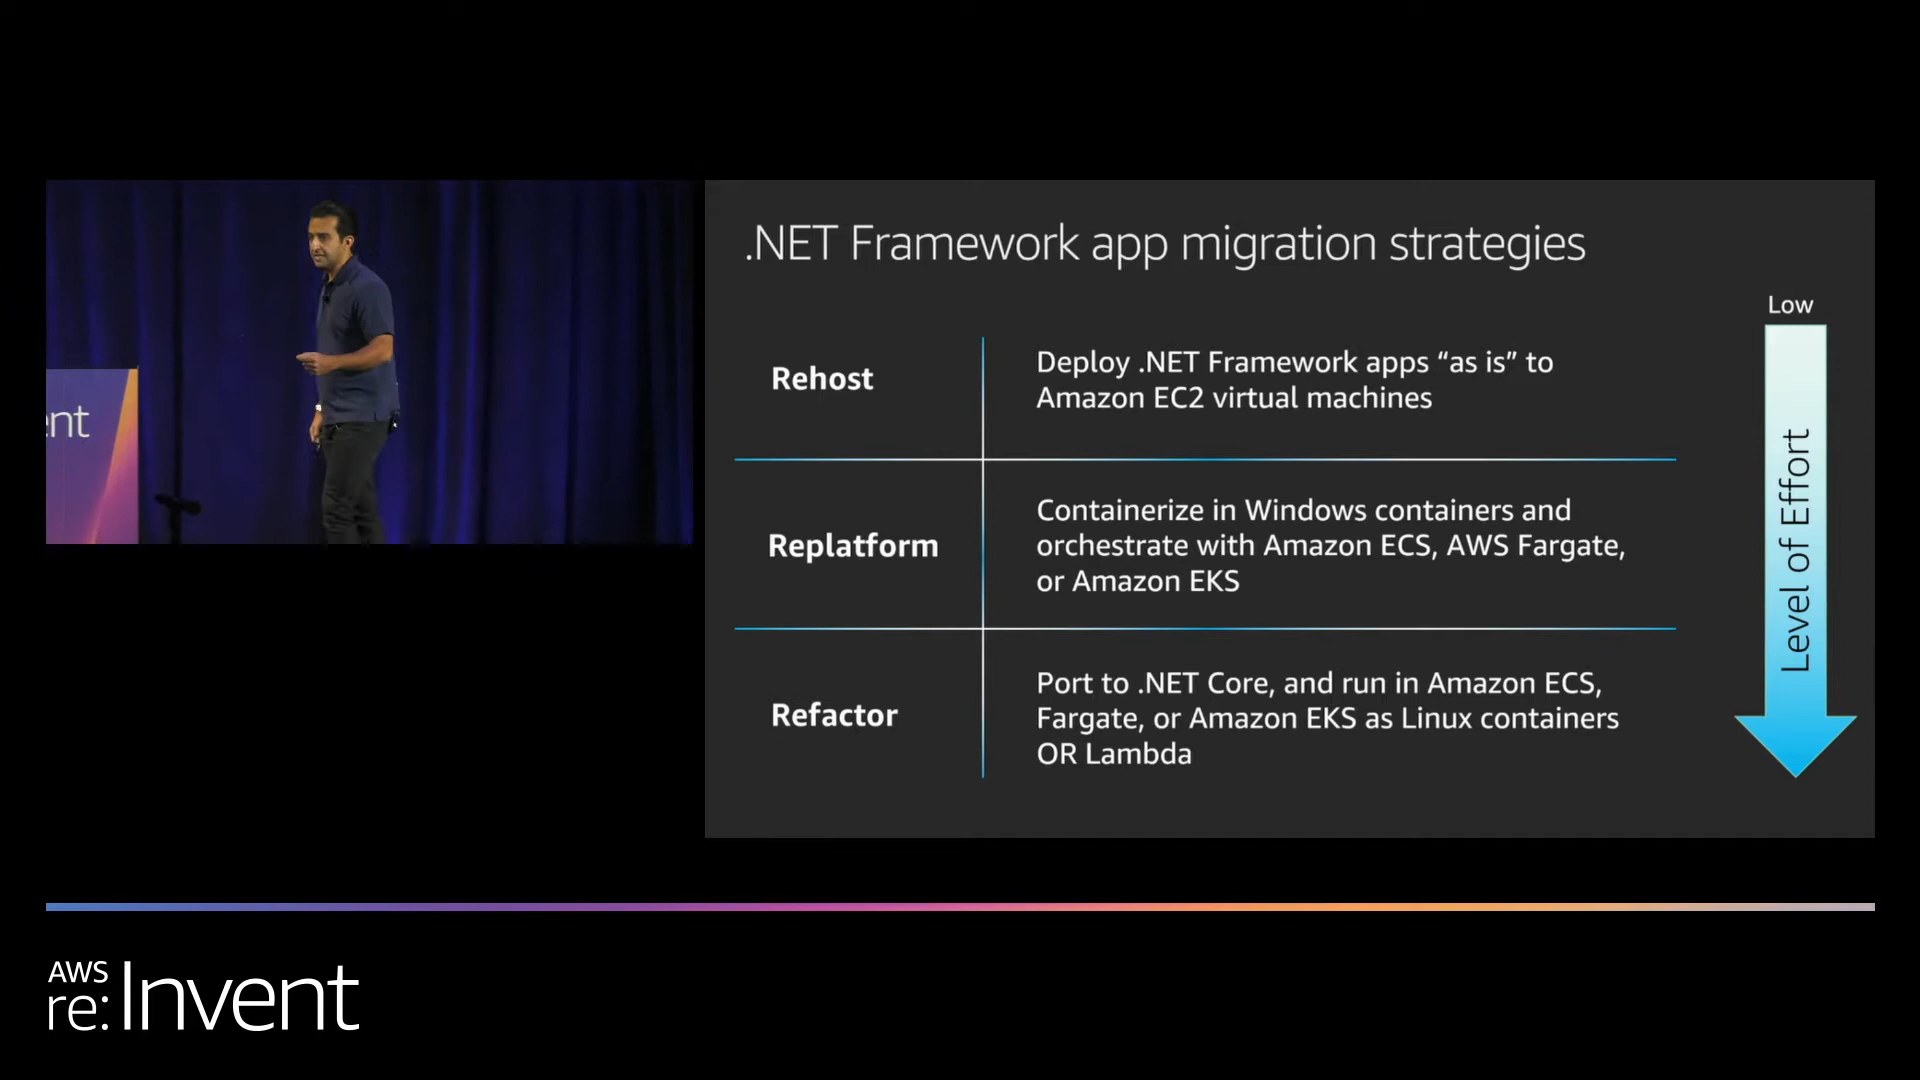 ent
.NET Framework app migration strategies
Low
Rehost
Deploy .NET Framework apps “as is” to
Amazon EC2 virtual machines
Replatform
Containerize in Windows containers and
orchestrate with Amazon ECS, AWS Fargate,
or Amazon EKS
Refactor
Port to .NET Core, and run in Amazon ECS,
Fargate, or Amazon EKS as Linux containers
OR Lambda
Level of Effort
AWS
re:Invent